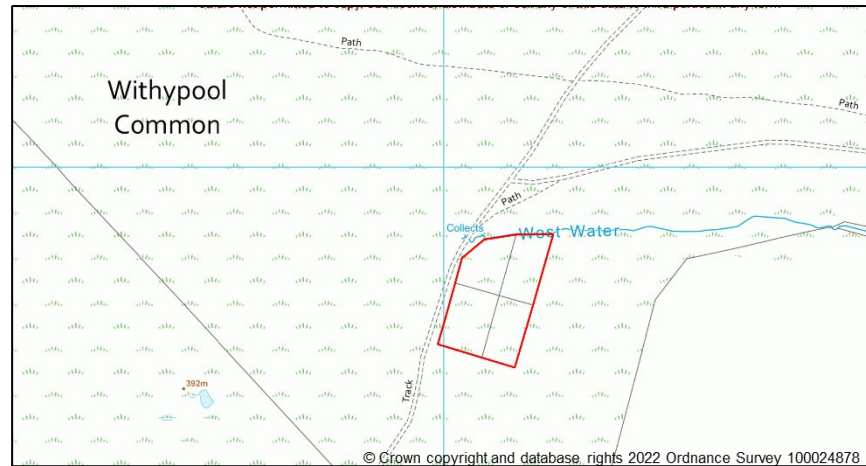 Path
Withypool
Common
Path
Path
Collects
West Water
392m
Track
© Crown copyright and database rights 2022 Ordnance Survey 100024878